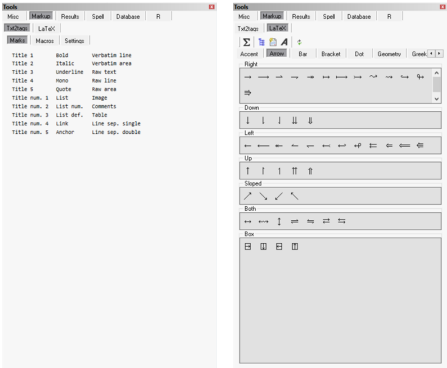 Tools
Misc Markup Results Spell Database R
Txt2tags LaTeX
Marks Macros Settings
Title 1 Bold Verbatim line
Title 2 Italic Verbatim area
Title 3 Underline Raw text
Title 4 Mono Raw line
Title 5 Quote Raw area
Title num. 1 List Image
Title num. 2 List num. Comments
Title num. 3 List def. Table
Title num. 4 Link Line sep. single
Title num. 5 Anchor Line sep. double
Tools
Misc Markup Results Spell Database R
Txt2tags LaTeX
Accent Arrow Bar Bracket Dot Geometry Greek
Right
Down
Left
Up
Sloped
Both
Box